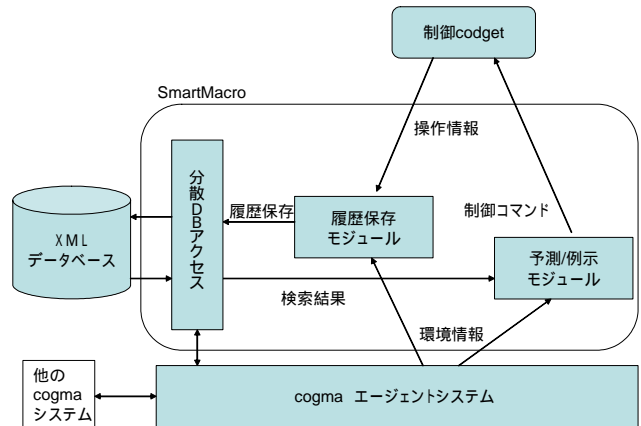 制御codget
SmartMacro
操作情報
分散DBアクセス
履歴保存
履歴保存
モジュール
制御コマンド
XML
データベース
予測/例示
モジュール
検索結果
環境情報
他の
cogma
システム
cogma エージェントシステム